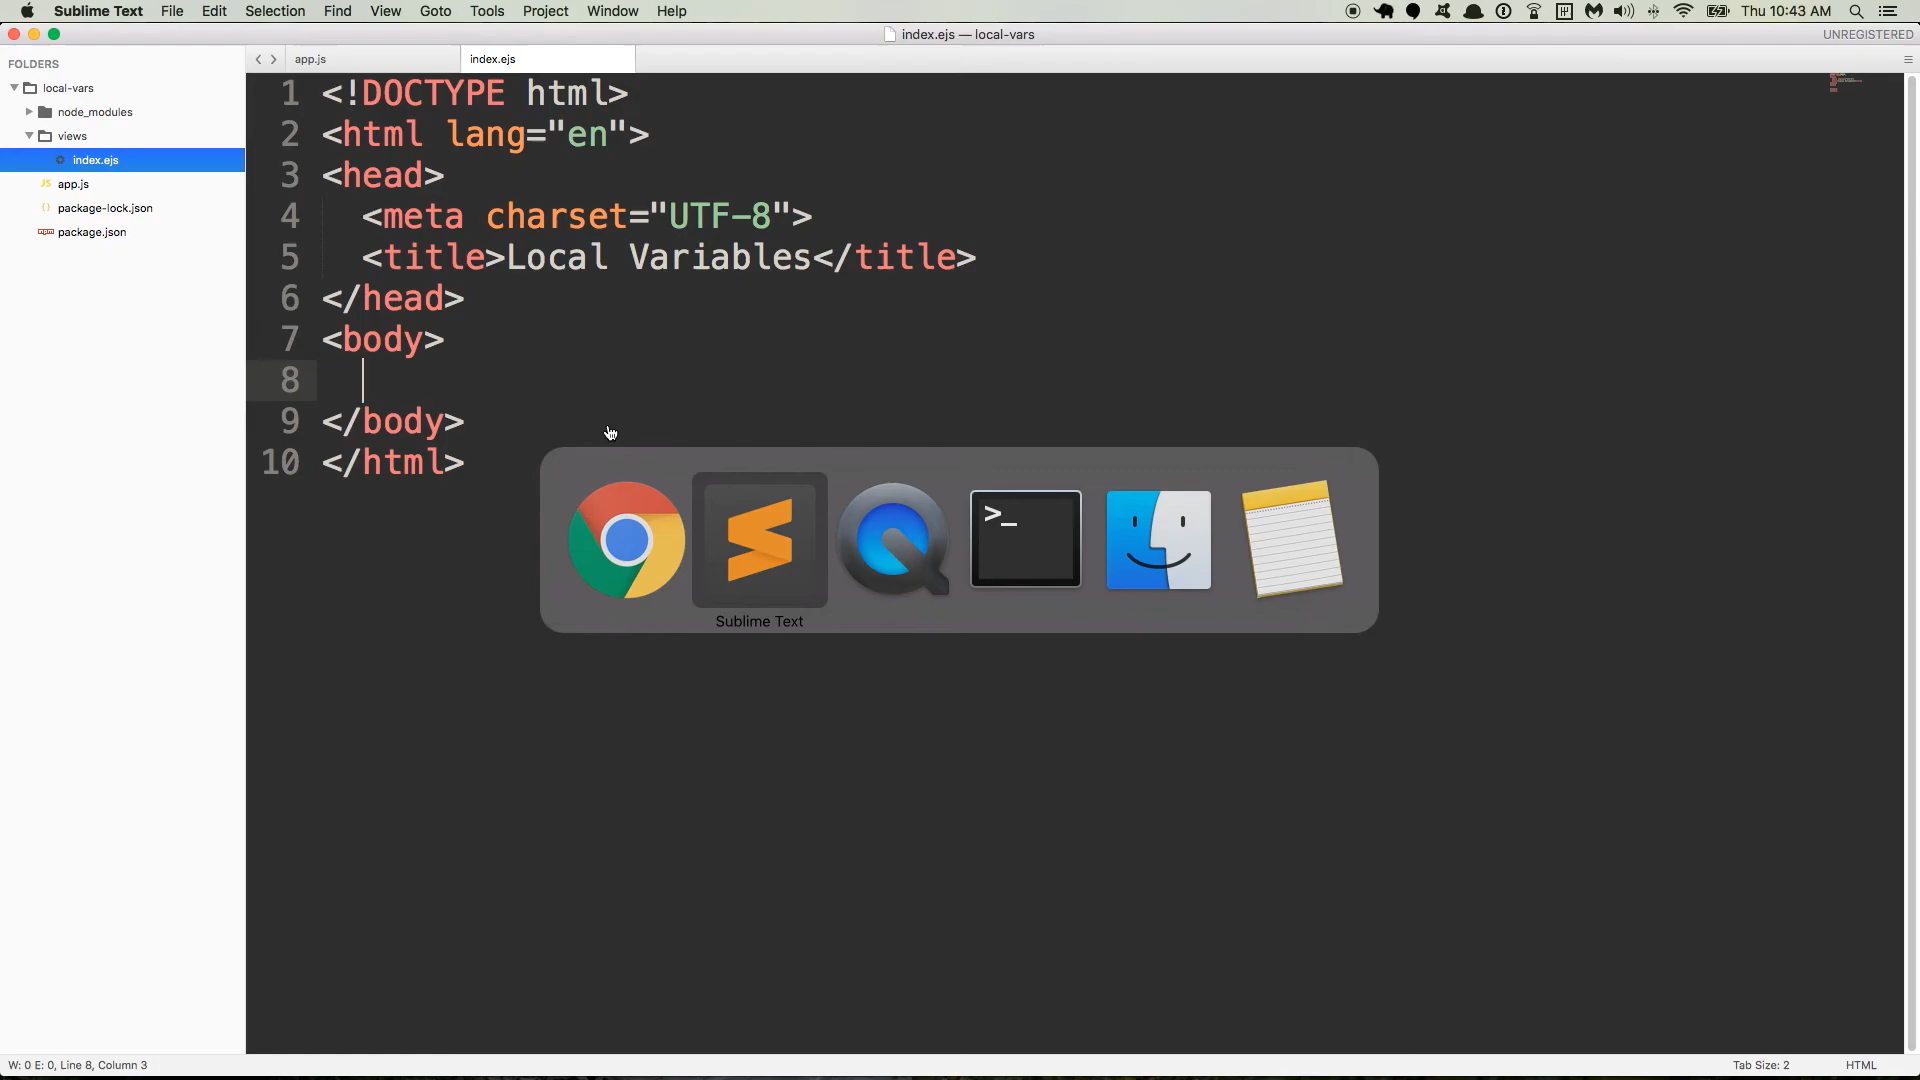 Sublime Text File Edit Selection Find View Goto Tools Project Window Help Thu 10:43 AM
index.ejs — local-vars UNREGISTERED
FOLDERS
local-vars
node_modules
views
index.ejs
app.js
package-lock.json
package.json
app.js index.ejs
1 <!DOCTYPE html>
2 <html lang="en">
3 <head>
4 <meta charset="UTF-8">
5 <title>Local Variables</title>
6 </head>
7 <body>
8
9 </body>
10 </html>
>_
Sublime Text
W: 0 E: 0, Line 8, Column 3 Tab Size: 2 HTML